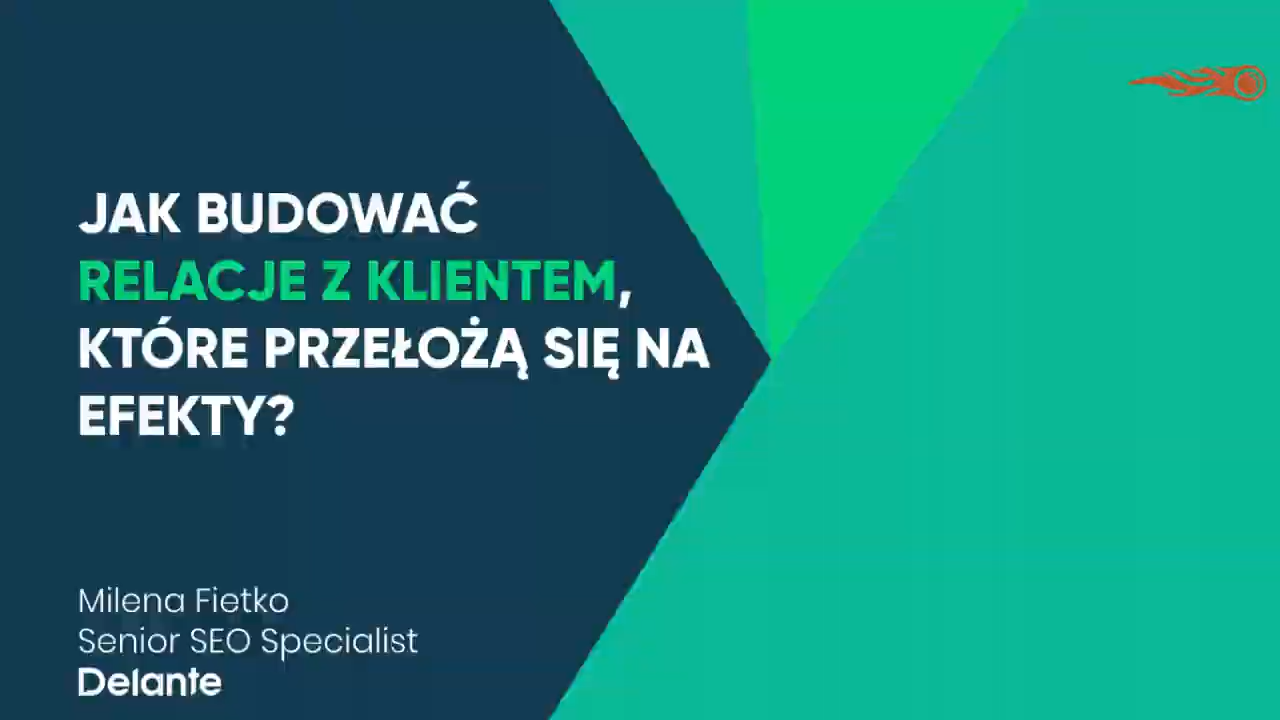 JAK BUDOWAĆ
RELACJE Z KLIENTEM,
KTÓRE PRZEŁOŻĄ SIĘ NA
EFEKTY?
Milena Fietko
Senior SEO Specialist
Delante